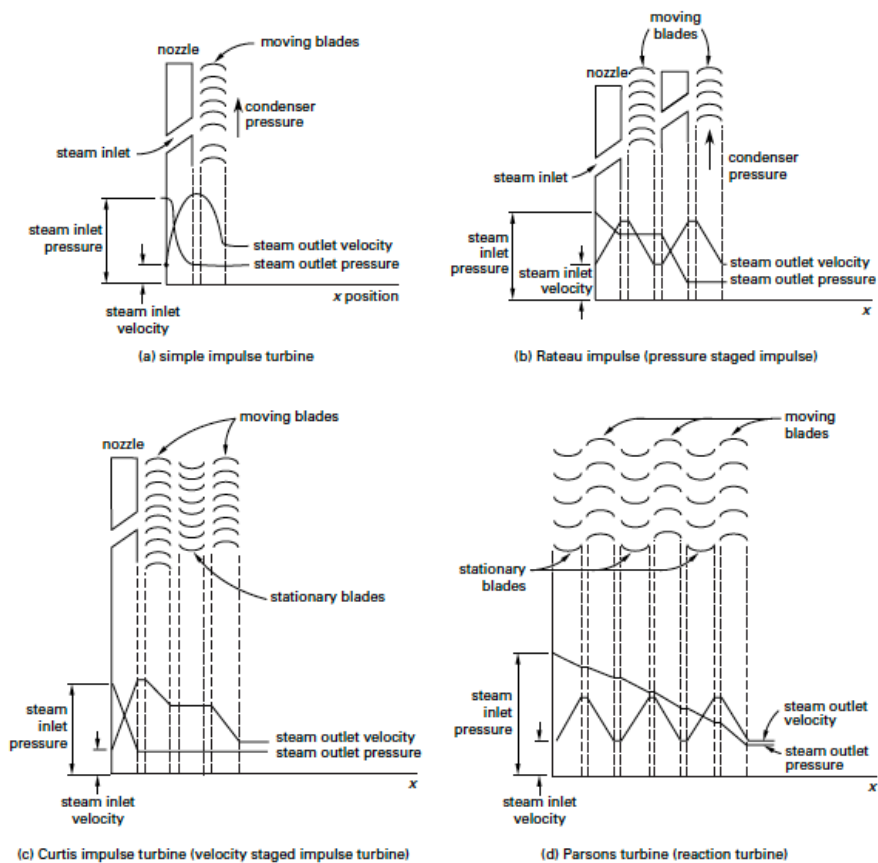 moving blades
nozzle
condenser
pressure
steam inlet
steam inlet
pressure
steam outlet velocity
steam outlet pressure
x position
steam inlet
velocity
(a) simple impulse turbine
moving
blades
nozzle
steam inlet
condenser
pressure
steam
inlet
pressure
steam inlet
velocity
steam outlet velocity
steam outlet pressure
x
(b) Rateau impulse (pressure staged impulse)
moving blades
nozzle
stationary blades
steam
inlet
pressure
steam outlet velocity
steam outlet pressure
x
steam inlet
velocity
(c) Curtis impulse turbine (velocity staged impulse turbine)
moving
blades
stationary
blades
steam
inlet
pressure
steam outlet
velocity
steam outlet
pressure
x
steam inlet
velocity
(d) Parsons turbine (reaction turbine)